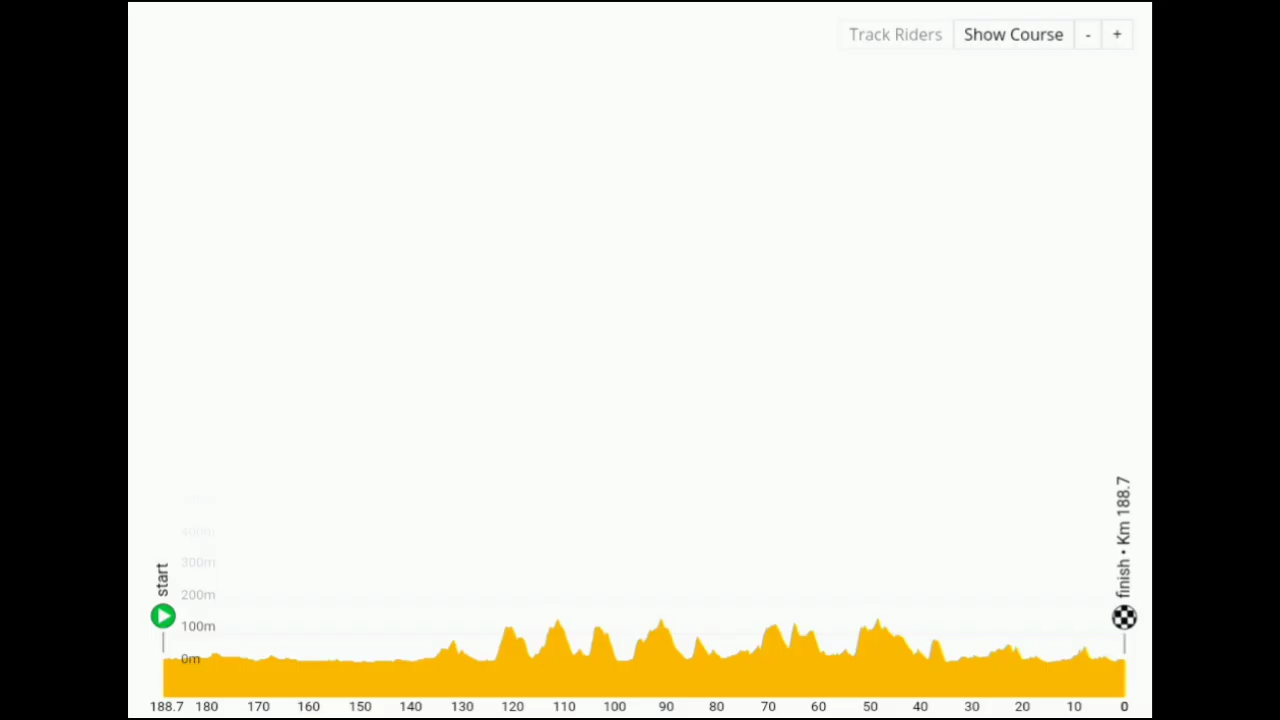 Track Riders Show Course - +
finish • Km 188.7
400m
300m
start
200m
100m
0m
188.7 180 170 160 150 140 130 120 110 100 90 80 70 60 50 40 30 20 10 0